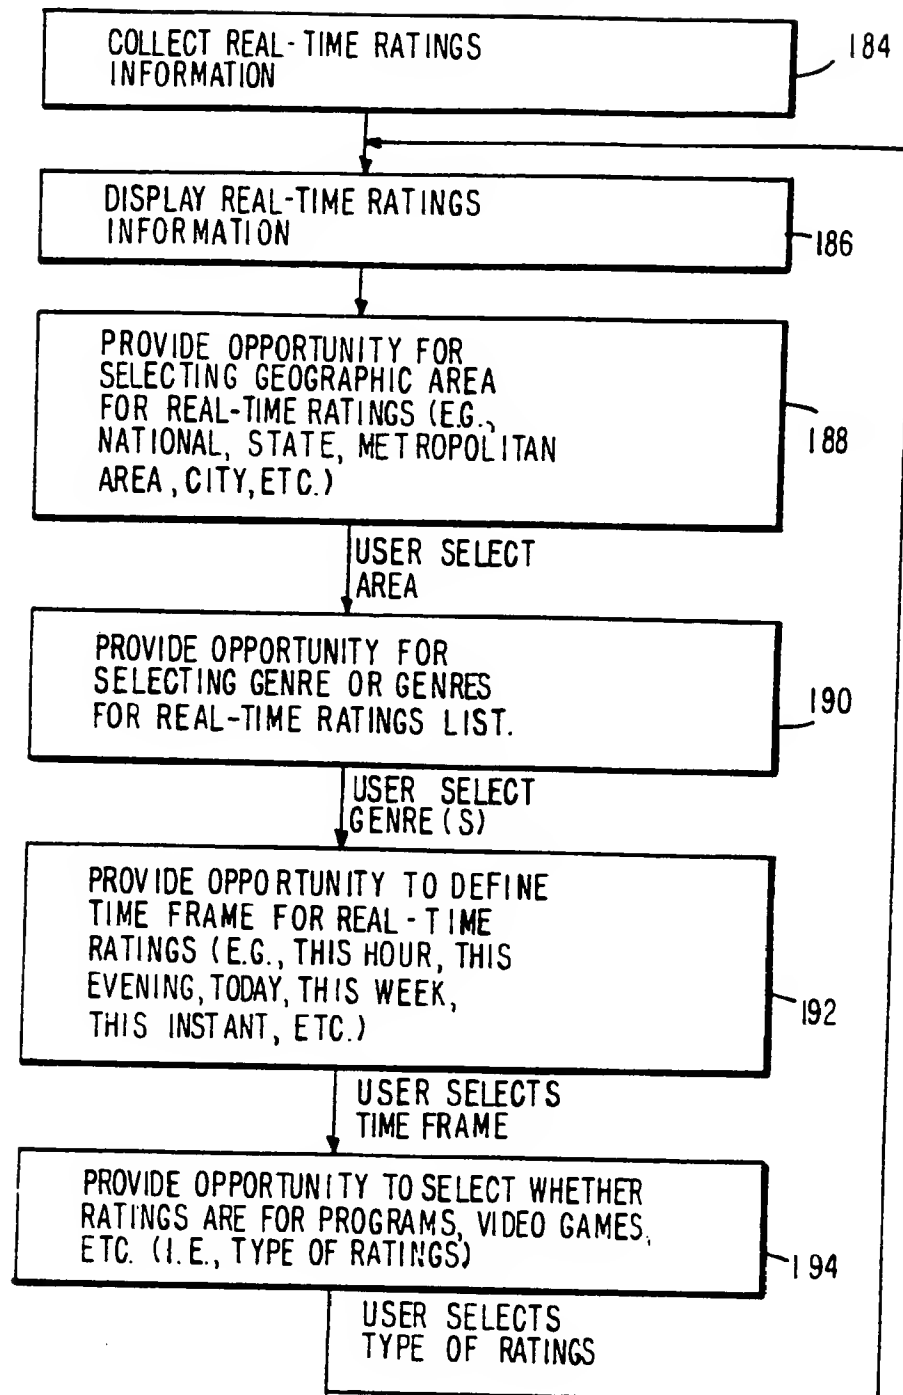 COLLECT REAL-TIME RATINGS
INFORMATION
184
DISPLAY REAL-TIME RATINGS
INFORMATION
186
PROVIDE OPPORTUNITY FOR
SELECTING GEOGRAPHIC AREA
FOR REAL-TIME RATINGS (E.G.,
NATIONAL, STATE, METROPOLITAN
AREA, CITY, ETC.)
188
USER SELECT
AREA
PROVIDE OPPORTUNITY FOR
SELECTING GENRE OR GENRES
FOR REAL-TIME RATINGS LIST.
190
USER SELECT
GENRE(S)
PROVIDE OPPORTUNITY TO DEFINE
TIME FRAME FOR REAL-TIME
RATINGS (E.G., THIS HOUR, THIS
EVENING, TODAY, THIS WEEK,
THIS INSTANT, ETC.)
192
USER SELECTS
TIME FRAME
PROVIDE OPPORTUNITY TO SELECT WHETHER
RATINGS ARE FOR PROGRAMS, VIDEO GAMES,
ETC. (I.E., TYPE OF RATINGS)
194
USER SELECTS
TYPE OF RATINGS